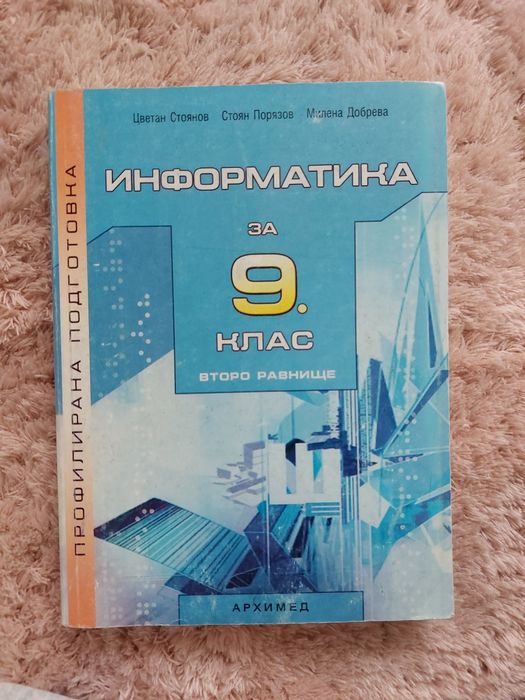 Цветан Стоянов Стоян Порязов Милена Добрева
ИНФОРМАТИКА
ЗА
9.
КЛАС
ВТОРО РАВНИЩЕ
ПРОФИЛИРАНА ПОДГОТОВКА
АРХИМЕД